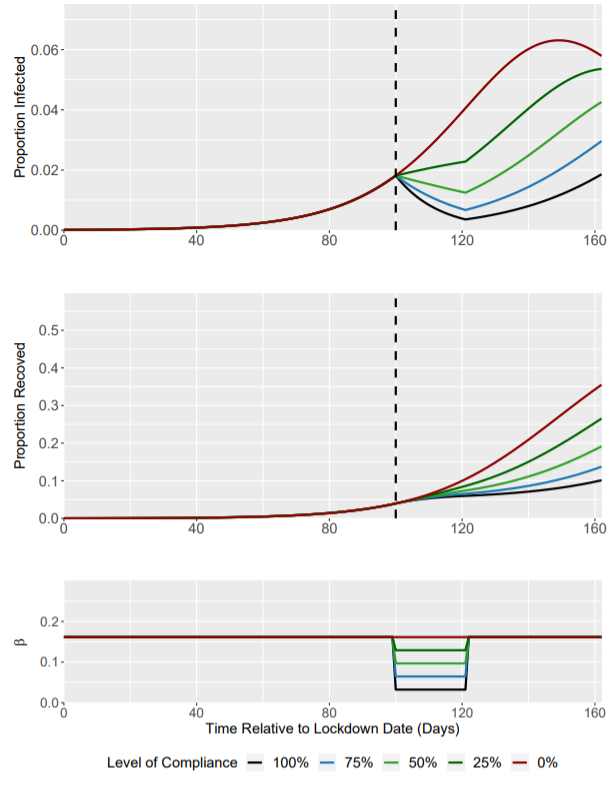 Proportion Infected
0.06
0.04
0.02
0.00
0 40 80 120 160
Proportion Recoved
0.5
0.4
0.3
0.2
0.1
0.0
0 40 80 120 160
β
0.2
0.1
0.0
0 40 80 120 160
Time Relative to Lockdown Date (Days)
Level of Compliance 100% 75% 50% 25% 0%